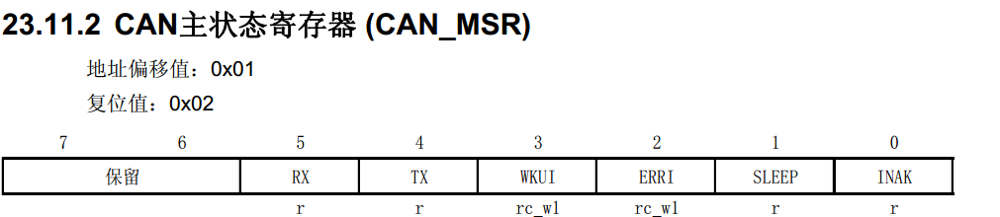 23.11.2 CAN主状态寄存器 (CAN_MSR)
地址偏移值：0x01
复位值：0x02
7 6 5 4 3 2 1 0
保留 RX TX WKUI ERRI SLEEP INAK
r r rc_w1 rc_w1 r r